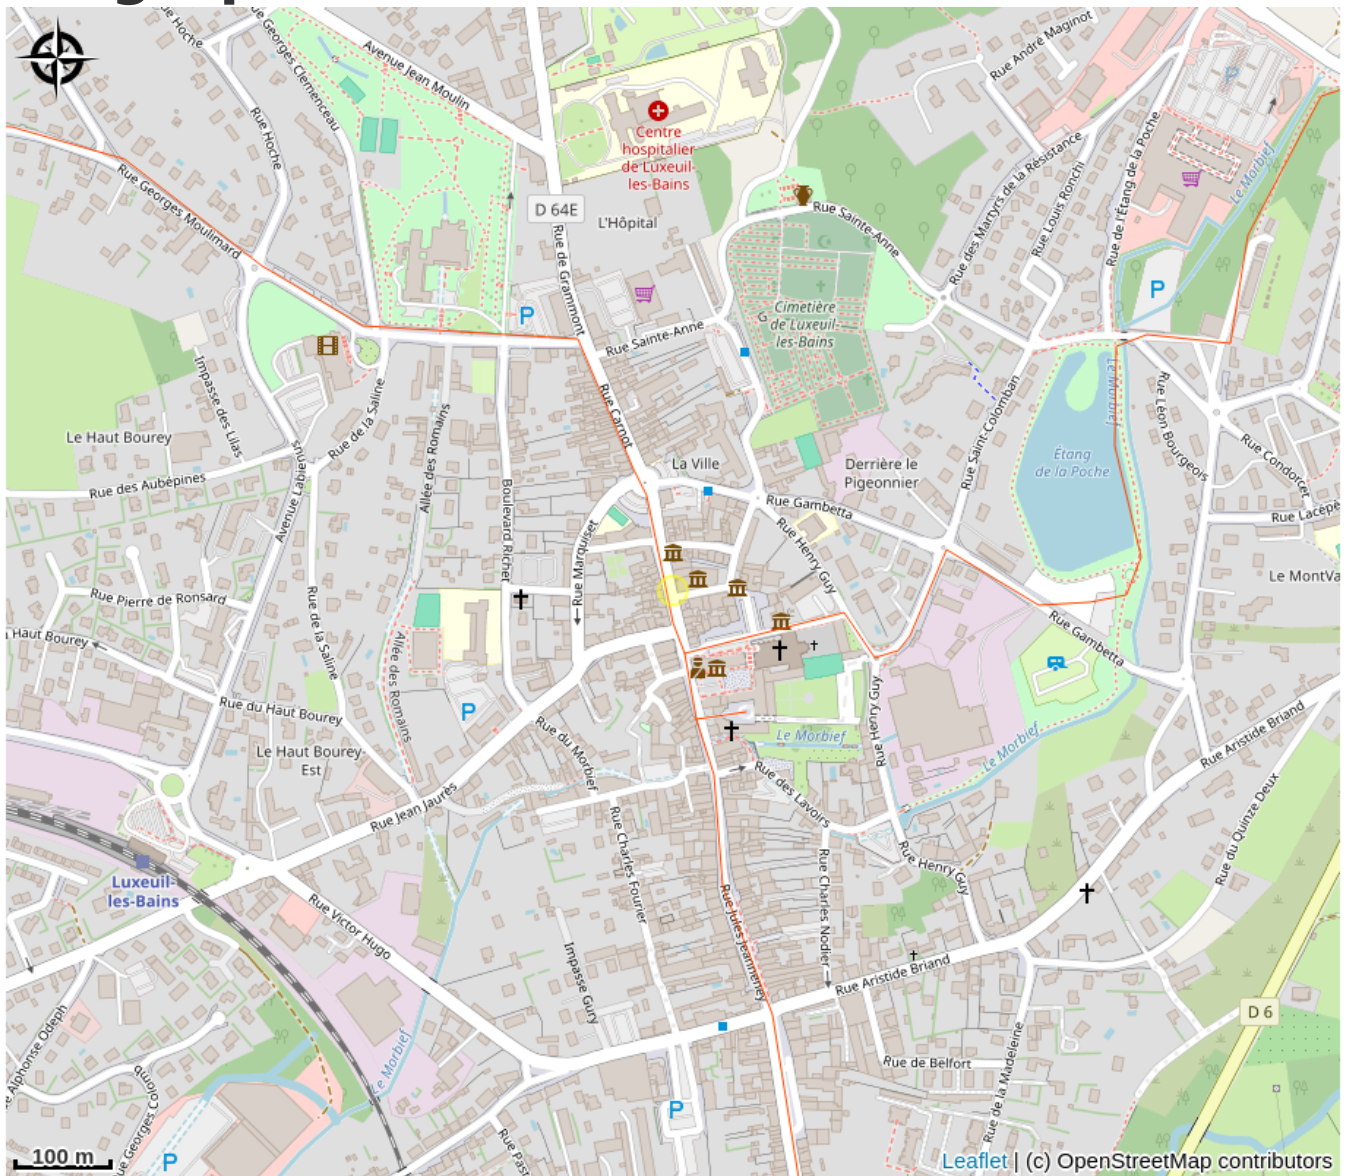 Rue Hoche
Rue Georges Clemenceau
Avenue Jean Moulin
Rue André Maginot
Rue Hoche
Centre
hospitalier
de Luxeuil-
les-Bains
Rue Georges Moulimard
D 64E
L'Hôpital
Rue de Grammont
Rue Sainte-Anne
Rue des Martyrs de la Résistance
Rue Louis Ronchi
Rue de l'Étang de la Poche
Le Morbief
P
P
P
Cimetière
de Luxeuil-
les-Bains
Rue Sainte-Anne
Impasse des Lilas
Rue de la Saline
Allée des Romains
Rue Carnot
Le Morbief
Rue Léon Bourgeois
Rue Saint-Colomban
Le Haut Bourey
La Ville
Derrière le
Pigeonnier
Étang
de la Poche
Rue Condorcet
Rue des Aubépines
Avenue Labienus
Boulevard Richet
Rue Gambetta
Rue Lacépè
Rue Marquiset
Rue Henry Guy
Le MontVa
Rue Pierre de Ronsard
Rue de la Saline
Haut Bourey
Allée des Romains
Rue Gambetta
Rue du Haut Bourey
P
Rue Henry Guy
Le Haut Bourey-
Est
Rue du Morbief
Le Morbief
Le Morbief
Rue Aristide Briand
Rue Jean Jaurès
Rue des Lavoirs
Rue du Quinze Deux
Luxeuil-
les-Bains
Rue Charles Fourier
Rue Charles Nodier
Rue Henry Guy
Rue Victor Hugo
Rue Jules Jeanneney
Impasse Gury
Rue Aristide Briand
D 6
e Alphonse Odeph
Le Morbief
Rue de Belfort
Rue de la Madeleine
ue Georges Colomb
P
Rue Past
P
100 m
Leaflet | (c) OpenStreetMap contributors